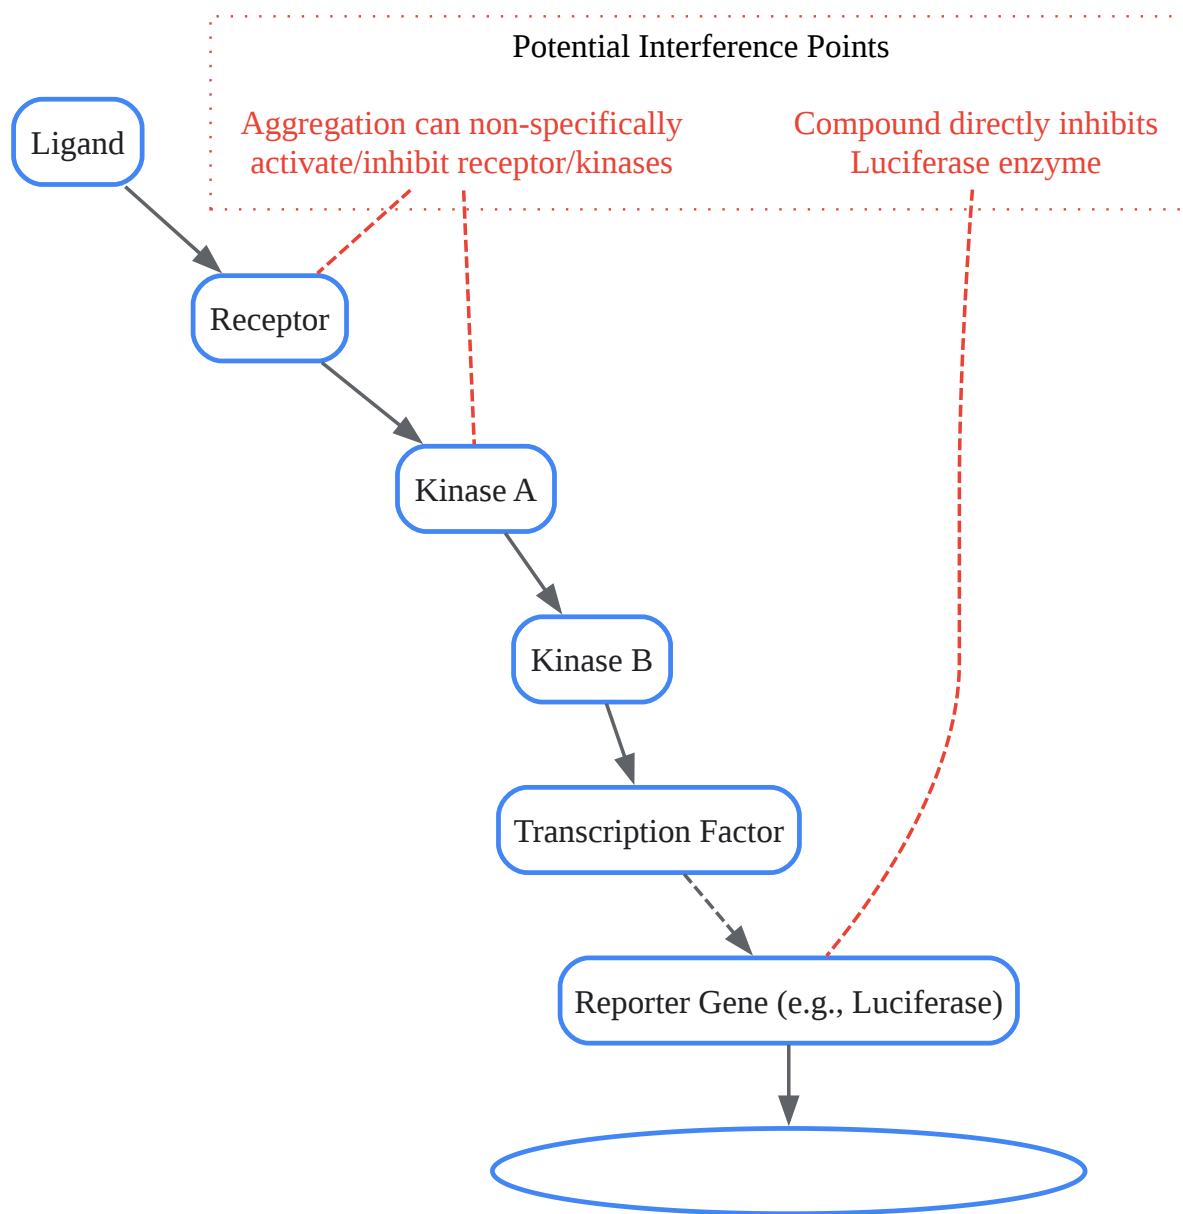 Potential Interference Points
Aggregation can non-specifically
activate/inhibit receptor/kinases
Compound directly inhibits
Luciferase enzyme
Ligand
Receptor
Kinase A
Kinase B
Transcription Factor
Reporter Gene (e.g., Luciferase)